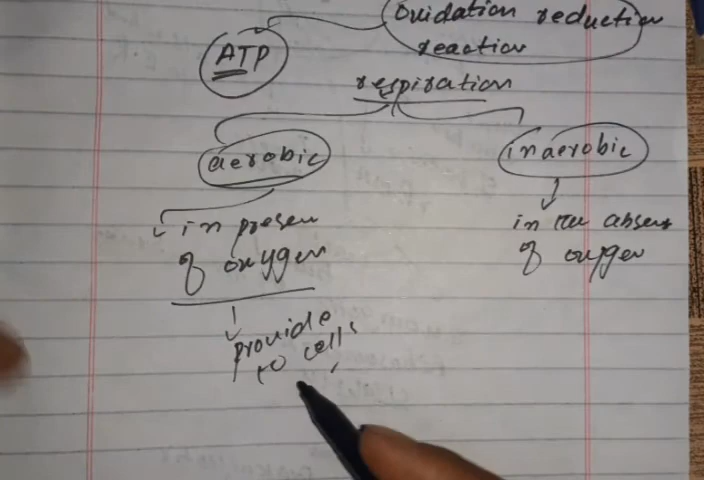 Oxidation reduction
reaction
ATP
respiration
aerobic
inaerobic
in presen
of oxygen
in the absens
of oxygen
provide
to cells